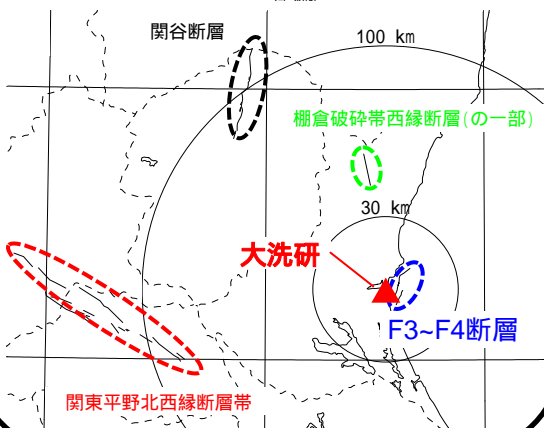 関谷断層
100 km
棚倉破砕帯西縁断層(の一部)
30 km
大洗研
F3~F4断層
関東平野北西縁断層帯